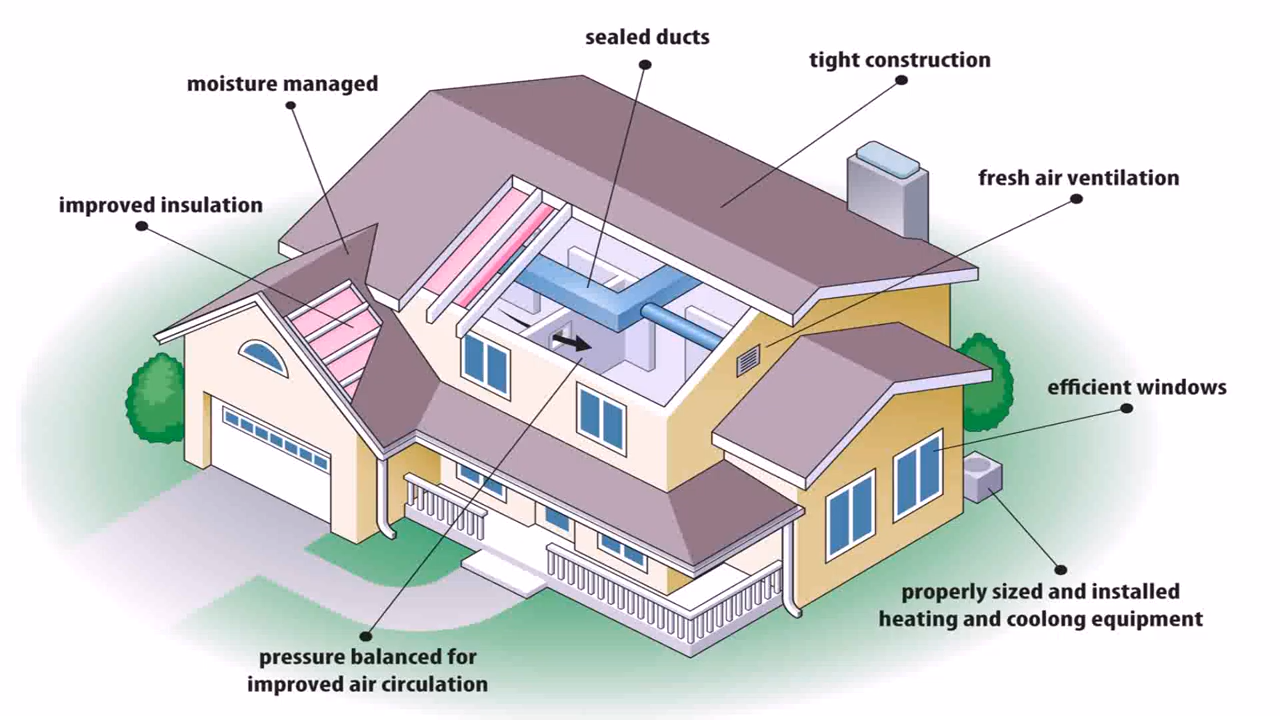 sealed ducts
tight construction
moisture managed
fresh air ventilation
improved insulation
efficient windows
properly sized and installed
heating and coolong equipment
pressure balanced for
improved air circulation